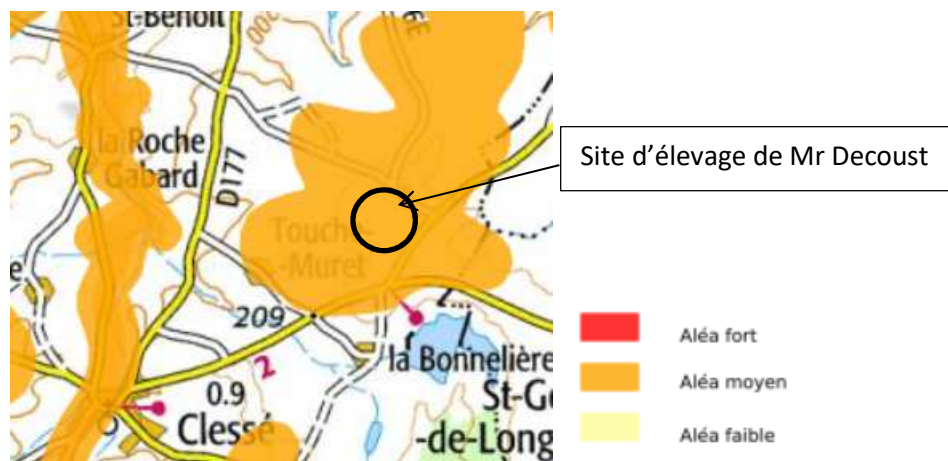 St-Benoit
la Roche
Gabard
D177
Touche-
-Muret
209
2
la Bonnelière
0.9
Clessé
St-G
-de-Long
Site d’élevage de Mr Decoust
Aléa fort
Aléa moyen
Aléa faible